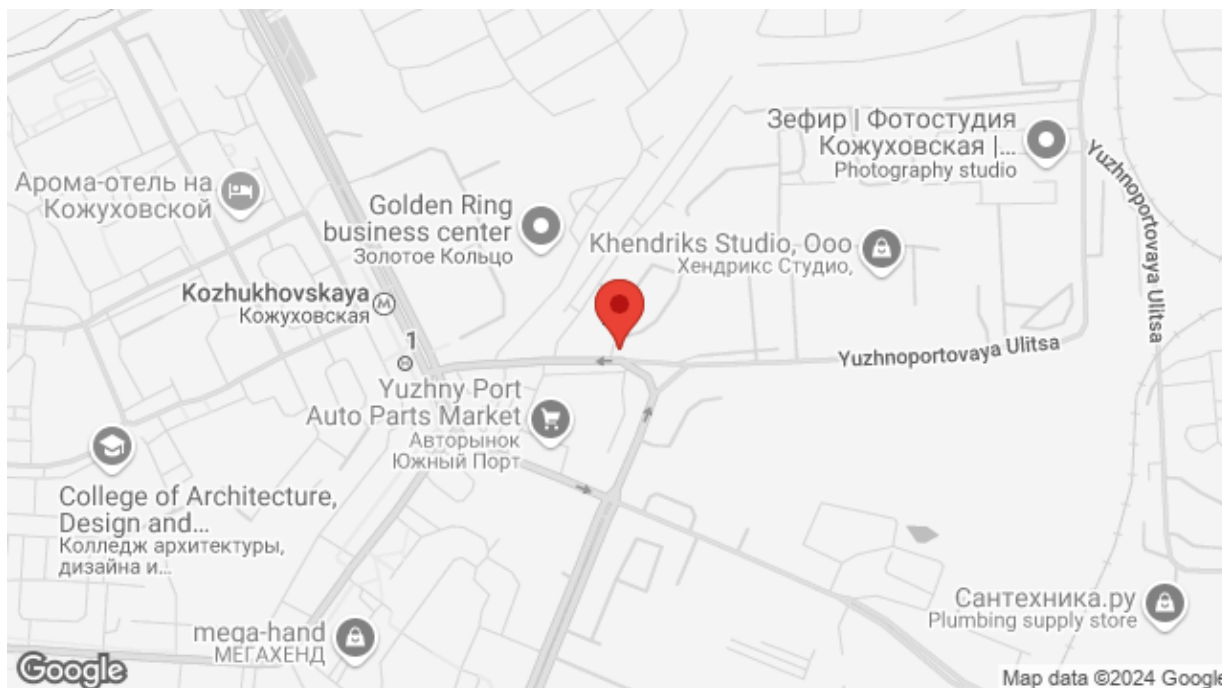 Зефир | Фотостудия
Кожуховская |...
Photography studio
Yuzhnoportovaya Ulitsa
Арома-отель на
Кожуховской
Golden Ring
business center
Золотое Кольцо
Khendriks Studio, Ooo
Хендрикс Студио,
Kozhukhovskaya
Кожуховская
M
1
Yuzhnoportovaya Ulitsa
Yuzhny Port
Auto Parts Market
Авторынок
Южный Порт
College of Architecture,
Design and...
Колледж архитектуры,
дизайна и...
Сантехника.ру
Plumbing supply store
mega-hand
МЕГАХЕНД
Google
Map data ©2024 Google